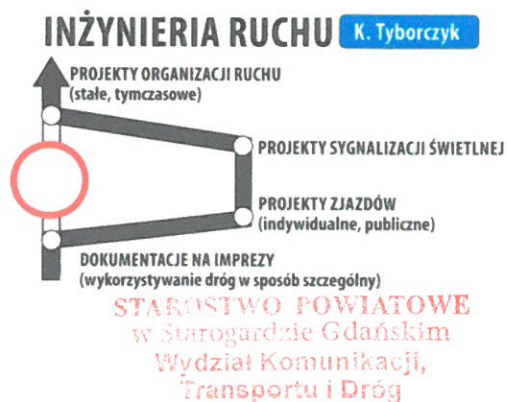 INŻYNIERIA RUCHU K. Tyborczyk
PROJEKTY ORGANIZACJI RUCHU
(stałe, tymczasowe)
PROJEKTY SYGNALIZACJI ŚWIETLNEJ
PROJEKTY ZJAZDÓW
(indywidualne, publiczne)
DOKUMENTACJE NA IMPREZY
(wykorzystywanie dróg w sposób szczególny)
STAROSTWO POWIATOWE
w Starogardzie Gdańskim
Wydział Komunikacji,
Transportu i Dróg